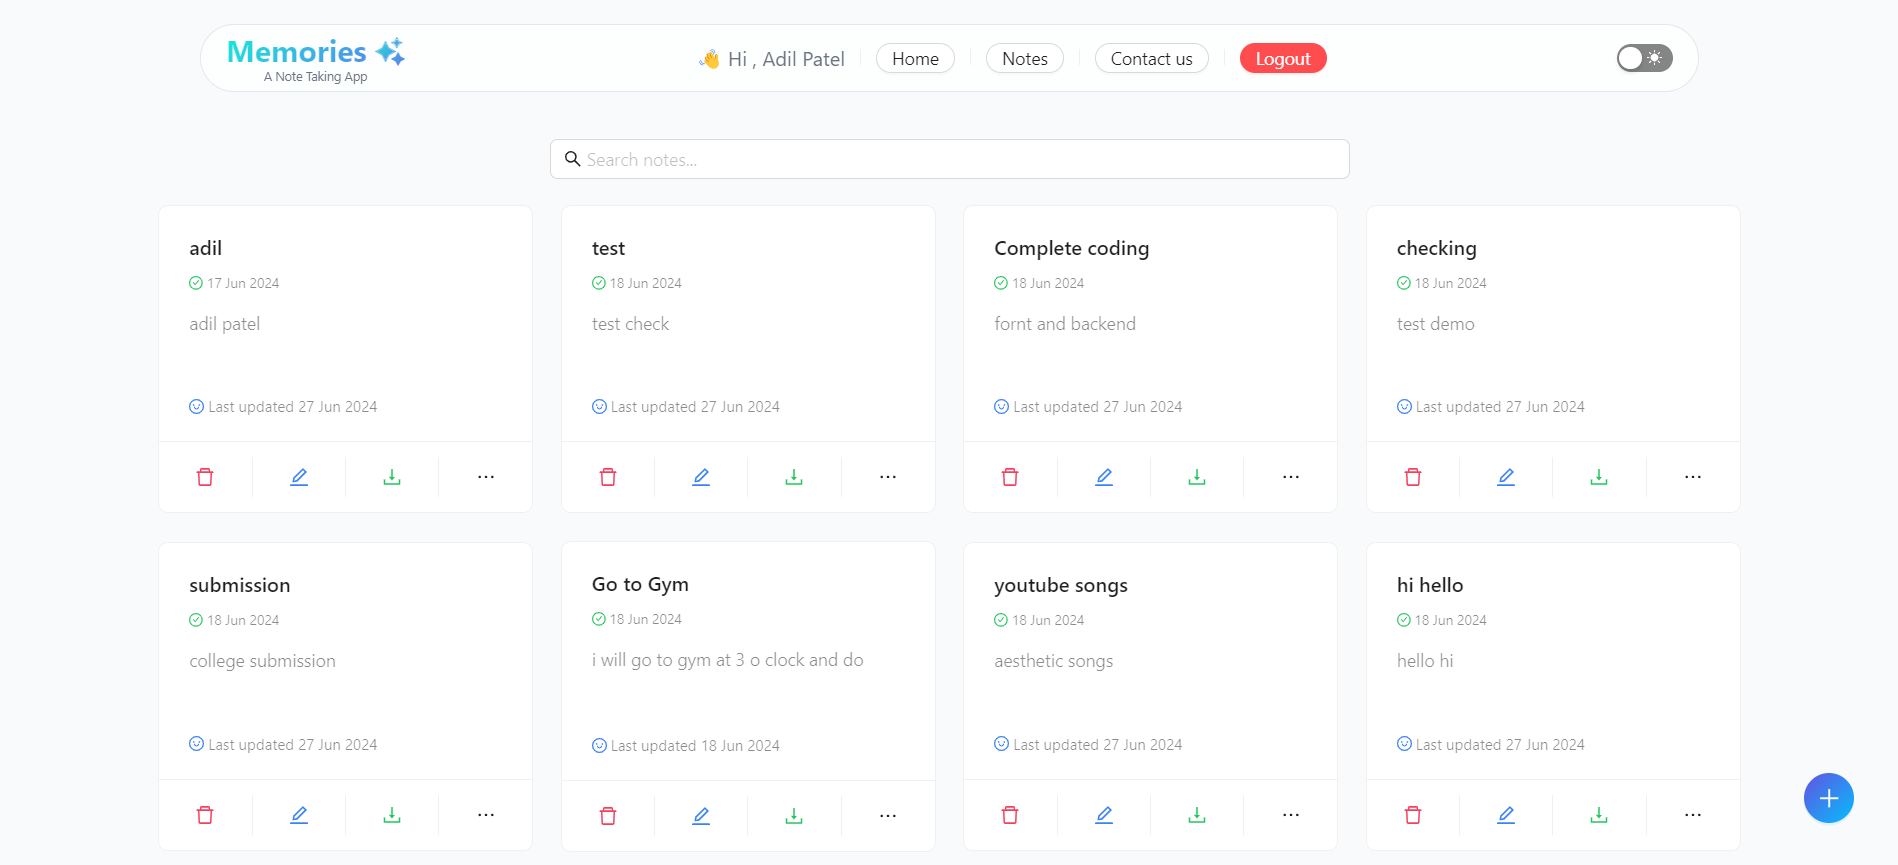 Memories
A Note Taking App
Hi , Adil Patel
Home
Notes
Contact us
Logout
Search notes...
adil
17 Jun 2024
adil patel
Last updated 27 Jun 2024
test
18 Jun 2024
test check
Last updated 27 Jun 2024
Complete coding
18 Jun 2024
fornt and backend
Last updated 27 Jun 2024
checking
18 Jun 2024
test demo
Last updated 27 Jun 2024
submission
18 Jun 2024
college submission
Last updated 27 Jun 2024
Go to Gym
18 Jun 2024
i will go to gym at 3 o clock and do
Last updated 18 Jun 2024
youtube songs
18 Jun 2024
aesthetic songs
Last updated 27 Jun 2024
hi hello
18 Jun 2024
hello hi
Last updated 27 Jun 2024